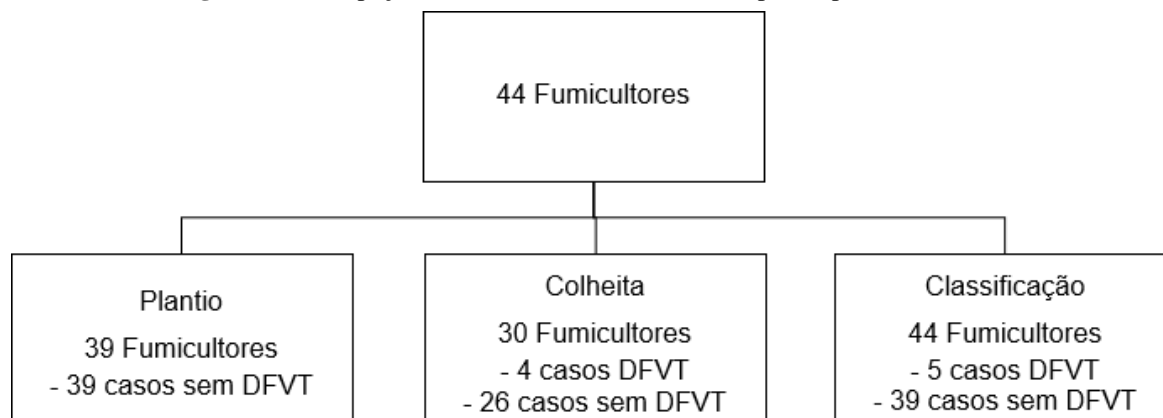 44 Fumicultores
Plantio
39 Fumicultores
- 39 casos sem DFVT
Colheita
30 Fumicultores
- 4 casos DFVT
- 26 casos sem DFVT
Classificação
44 Fumicultores
- 5 casos DFVT
- 39 casos sem DFVT